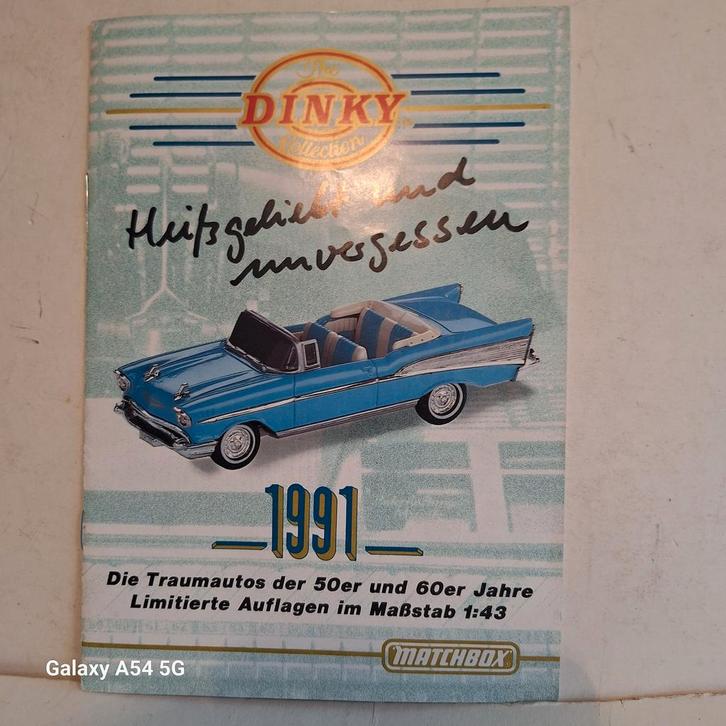 The
DINKY
Collection
Heißgeliebt und
unvergessen
1991
Die Traumautos der 50er und 60er Jahre
Limitierte Auflagen im Maßstab 1:43
MATCHBOX
Galaxy A54 5G